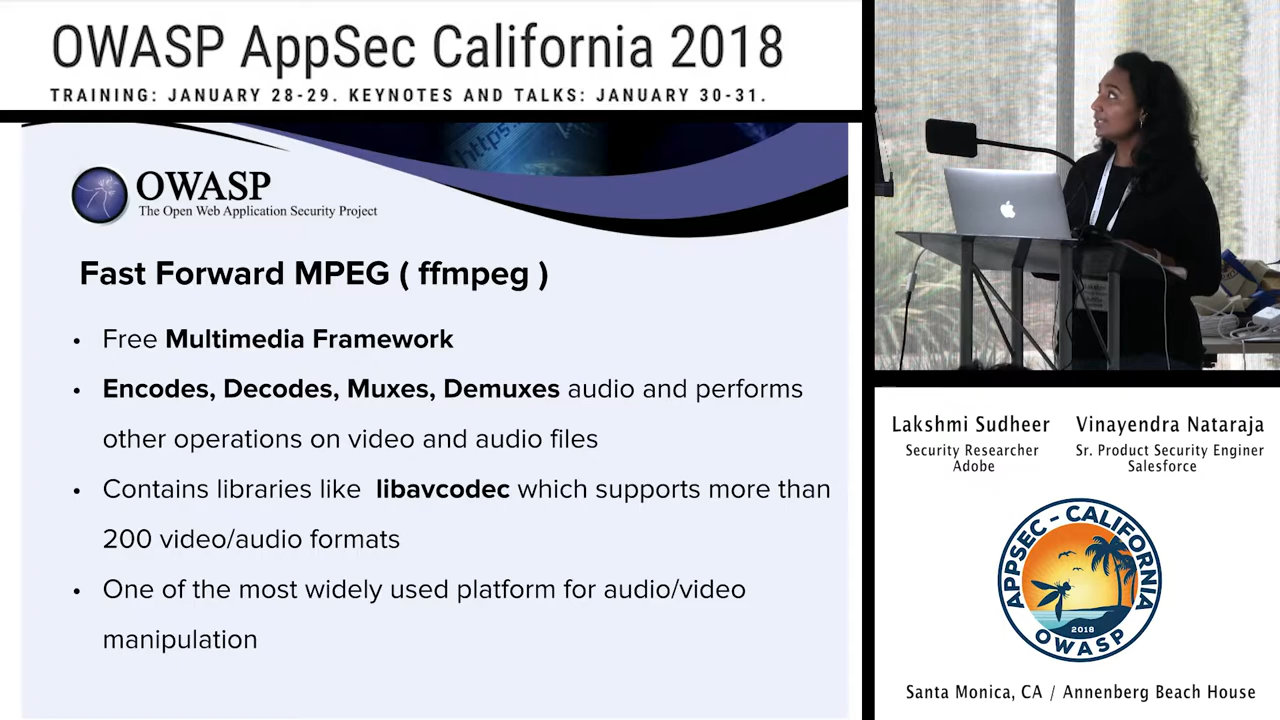 OWASP AppSec California 2018
TRAINING: JANUARY 28-29. KEYNOTES AND TALKS: JANUARY 30-31.
https:
OWASP
The Open Web Application Security Project
Fast Forward MPEG ( ffmpeg )
• Free Multimedia Framework
• Encodes, Decodes, Muxes, Demuxes audio and performs
other operations on video and audio files
• Contains libraries like libavcodec which supports more than
200 video/audio formats
• One of the most widely used platform for audio/video
manipulation
Lakshmi Sudheer
Security Researcher
Adobe
Vinayendra Nataraja
Sr. Product Security Enginer
Salesforce
APPSEC - CALIFORNIA
2018
OWASP
Santa Monica, CA / Annenberg Beach House